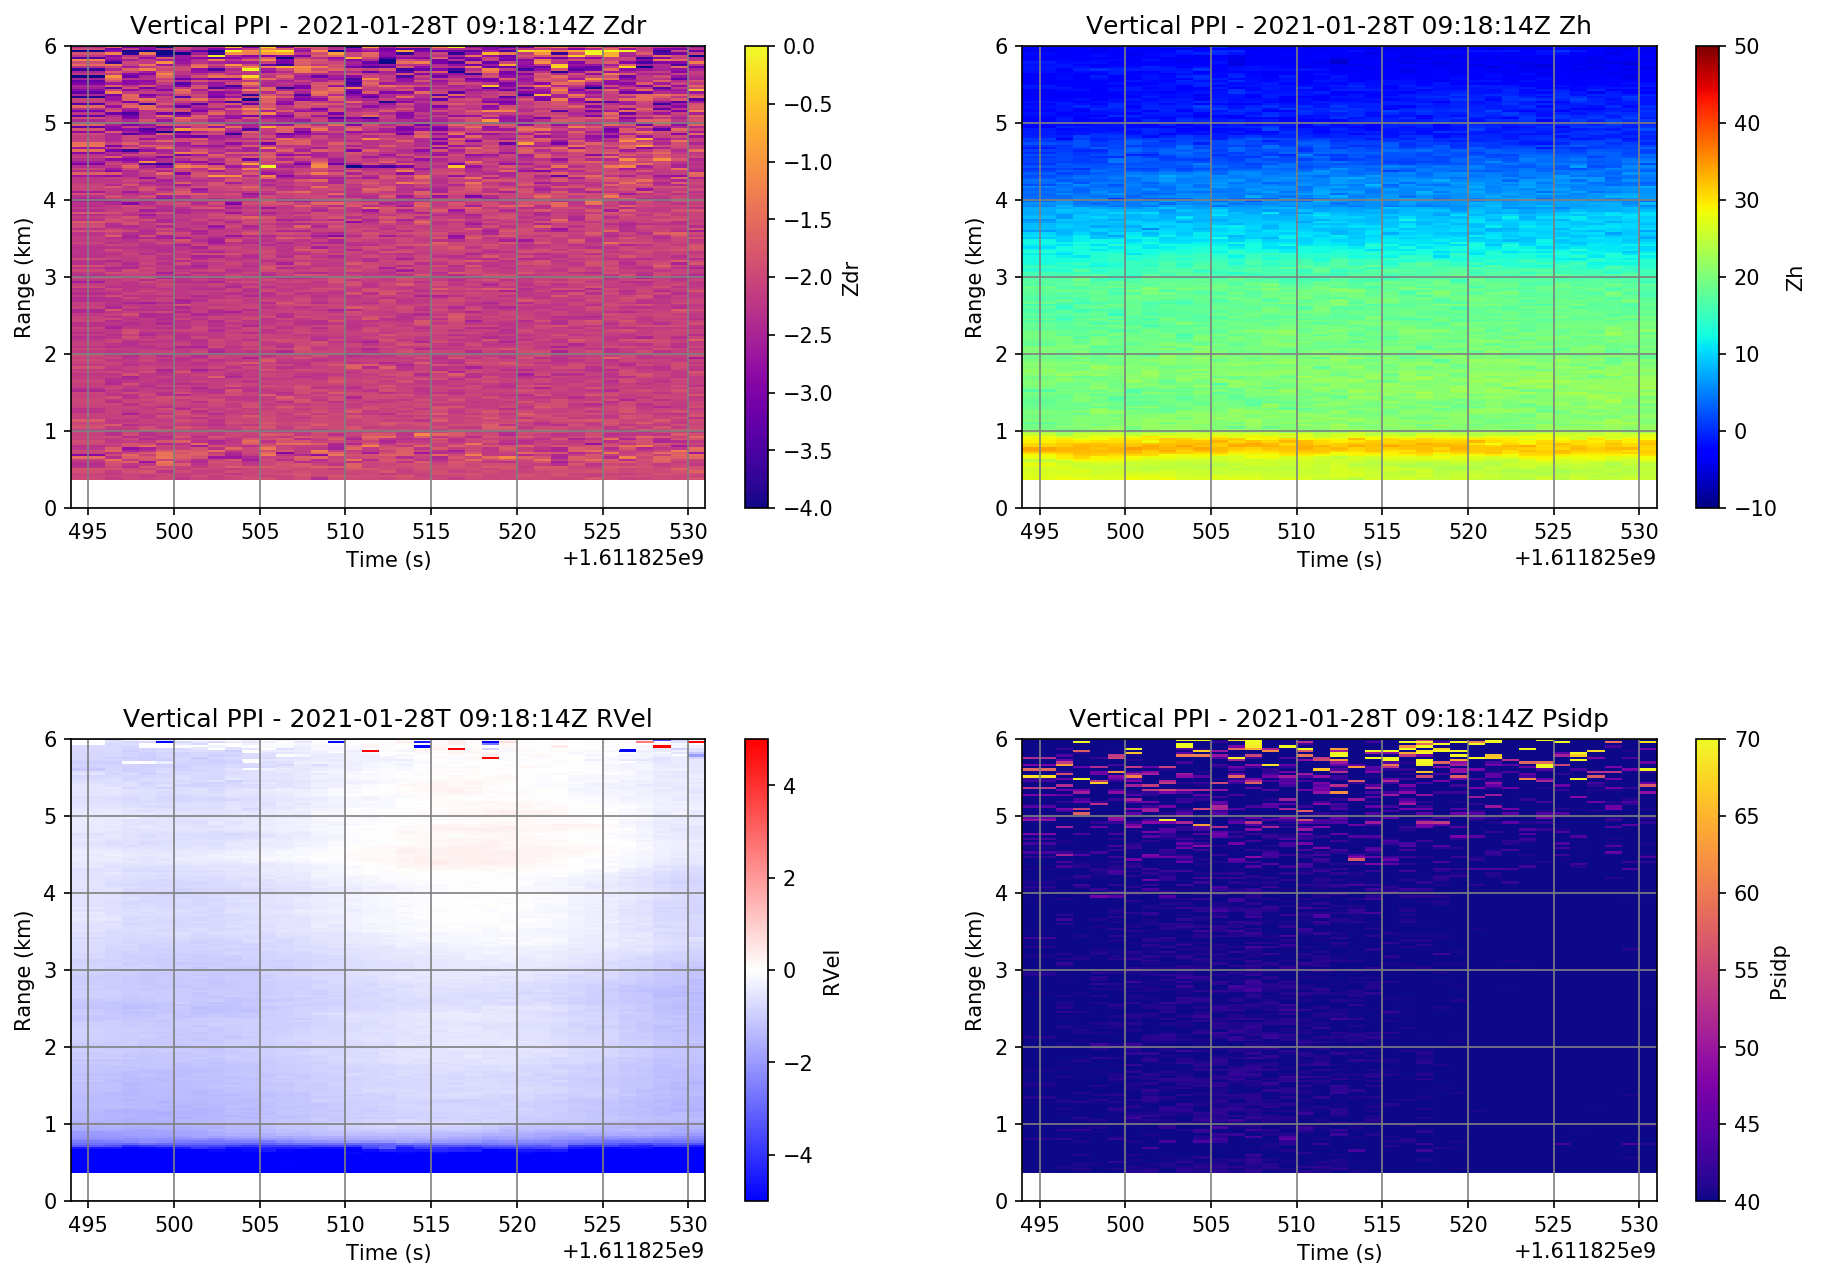 Vertical PPI - 2021-01-28T 09:18:14Z Zdr
6
5
4
3
2
1
0
Range (km)
495 500 505 510 515 520 525 530
Time (s)
+1.611825e9
0.0
−0.5
−1.0
−1.5
−2.0
−2.5
−3.0
−3.5
−4.0
Zdr
Vertical PPI - 2021-01-28T 09:18:14Z Zh
6
5
4
3
2
1
0
Range (km)
495 500 505 510 515 520 525 530
Time (s)
+1.611825e9
50
40
30
20
10
0
−10
Zh
Vertical PPI - 2021-01-28T 09:18:14Z RVel
6
5
4
3
2
1
0
Range (km)
495 500 505 510 515 520 525 530
Time (s)
+1.611825e9
4
2
0
−2
−4
RVel
Vertical PPI - 2021-01-28T 09:18:14Z Psidp
6
5
4
3
2
1
0
Range (km)
495 500 505 510 515 520 525 530
Time (s)
+1.611825e9
70
65
60
55
50
45
40
Psidp